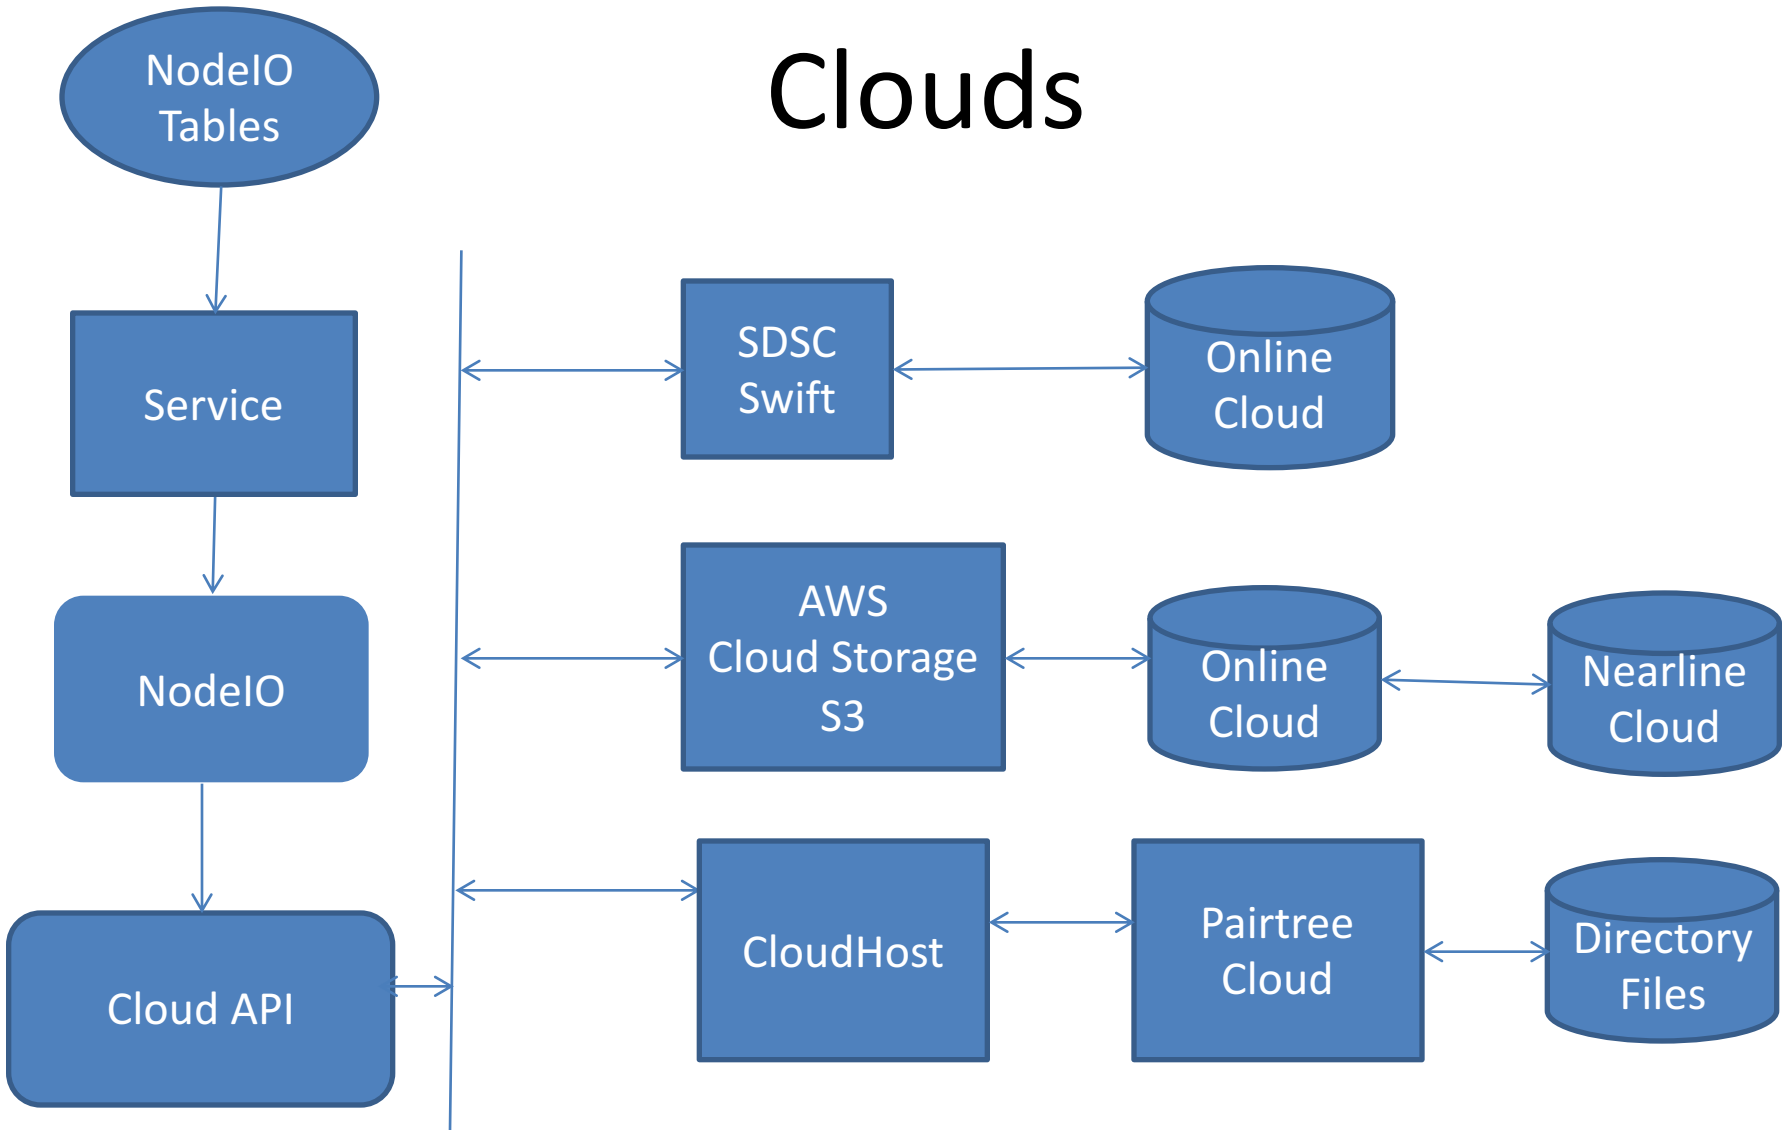 Clouds
NodeIO
Tables
Service
NodeIO
Cloud API
SDSC
Swift
Online
Cloud
AWS
Cloud Storage
S3
Online
Cloud
Nearline
Cloud
CloudHost
Pairtree
Cloud
Directory
Files